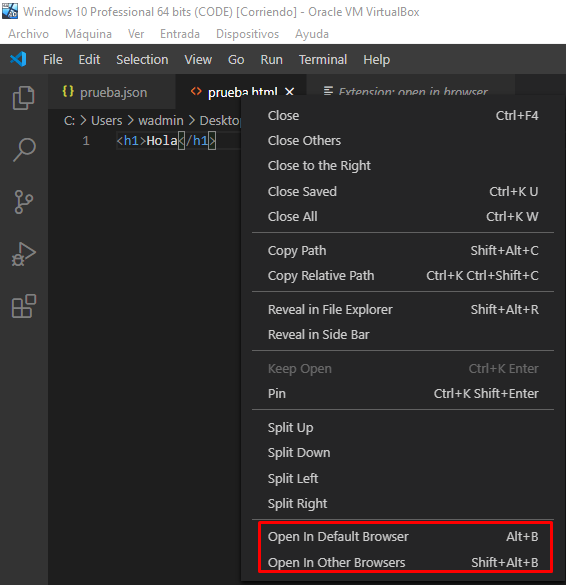 Windows 10 Professional 64 bits (CODE) [Corriendo] - Oracle VM VirtualBox
Archivo Máquina Ver Entrada Dispositivos Ayuda
File Edit Selection View Go Run Terminal Help
{} prueba.json <> prueba.html × Extension: open in browser
C: > Users > wadmin > Deskto
1 <h1>Hola</h1>
Close Ctrl+F4
Close Others
Close to the Right
Close Saved Ctrl+K U
Close All Ctrl+K W
Copy Path Shift+Alt+C
Copy Relative Path Ctrl+K Ctrl+Shift+C
Reveal in File Explorer Shift+Alt+R
Reveal in Side Bar
Keep Open Ctrl+K Enter
Pin Ctrl+K Shift+Enter
Split Up
Split Down
Split Left
Split Right
Open In Default Browser Alt+B
Open In Other Browsers Shift+Alt+B